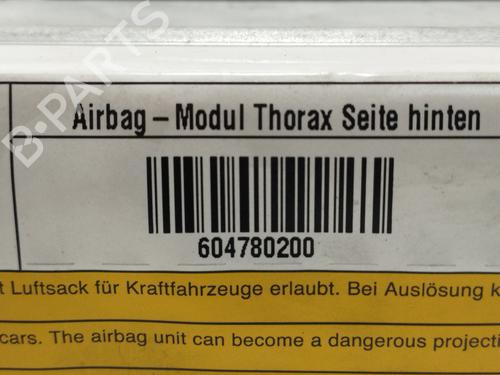 Airbag – Modul Thorax Seite hinten
604780200
t Luftsack für Kraftfahrzeuge erlaubt. Bei Auslösung k
cars. The airbag unit can become a dangerous projecti
B-PARTS